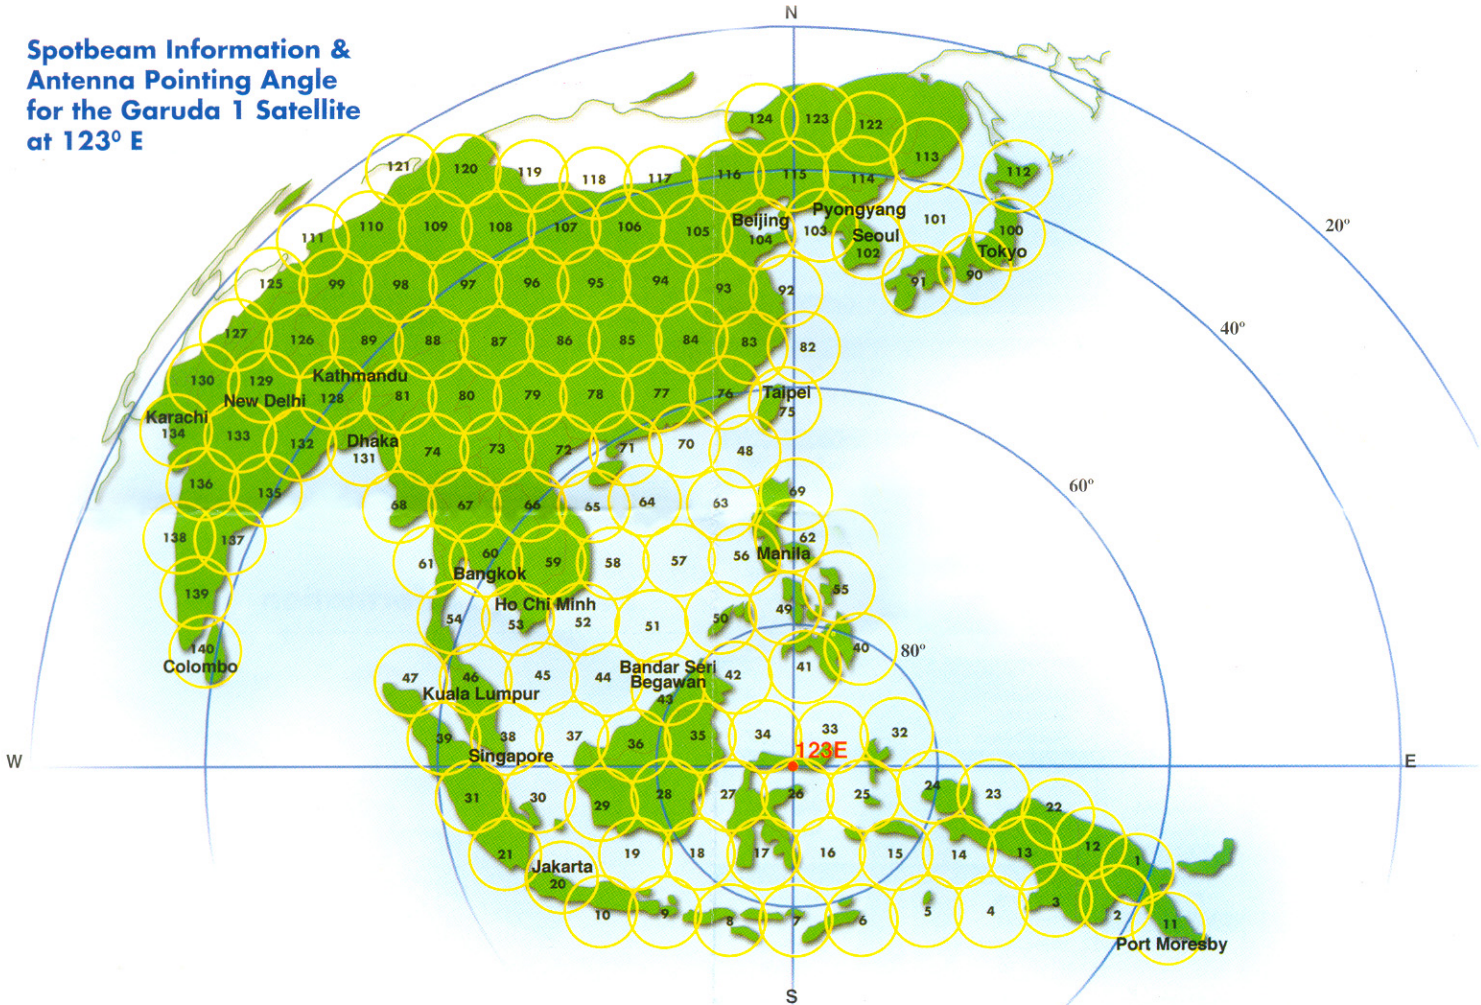 N
Spotbeam Information &
Antenna Pointing Angle
for the Garuda 1 Satellite
at 123º E
124 123 122
121 120 119 118 117 116 115 114 113 112
20º
111 110 109 108 107 106 105 Beijing 104 103 Pyongyang Seoul 102 101 100 Tokyo
125 99 98 97 96 95 94 93 92 91 90
40º
127 126 89 88 87 86 85 84 83 82
Kathmandu
130 129 New Delhi 128 81 80 79 78 77 76 Taipei 75
Karachi
134 133 132 Dhaka 131 74 73 72 71 70 48
60º
136 135 68 67 66 65 64 63 69
138 137 61 60 Bangkok 59 58 57 56 62 Manila
139 55
54 Ho Chi Minh 53 52 51 50 49
140 Colombo 40 80º
47 46 45 44 Bandar Seri Begawan 43 42 41
Kuala Lumpur
39 38 37 36 35 34 33 32
Singapore 123E
W E
31 30 29 28 27 26 25 24 23 22
21 Jakarta 20 19 18 17 16 15 14 13 12 1
10 9 8 7 6 5 4 3 2 11
Port Moresby
S